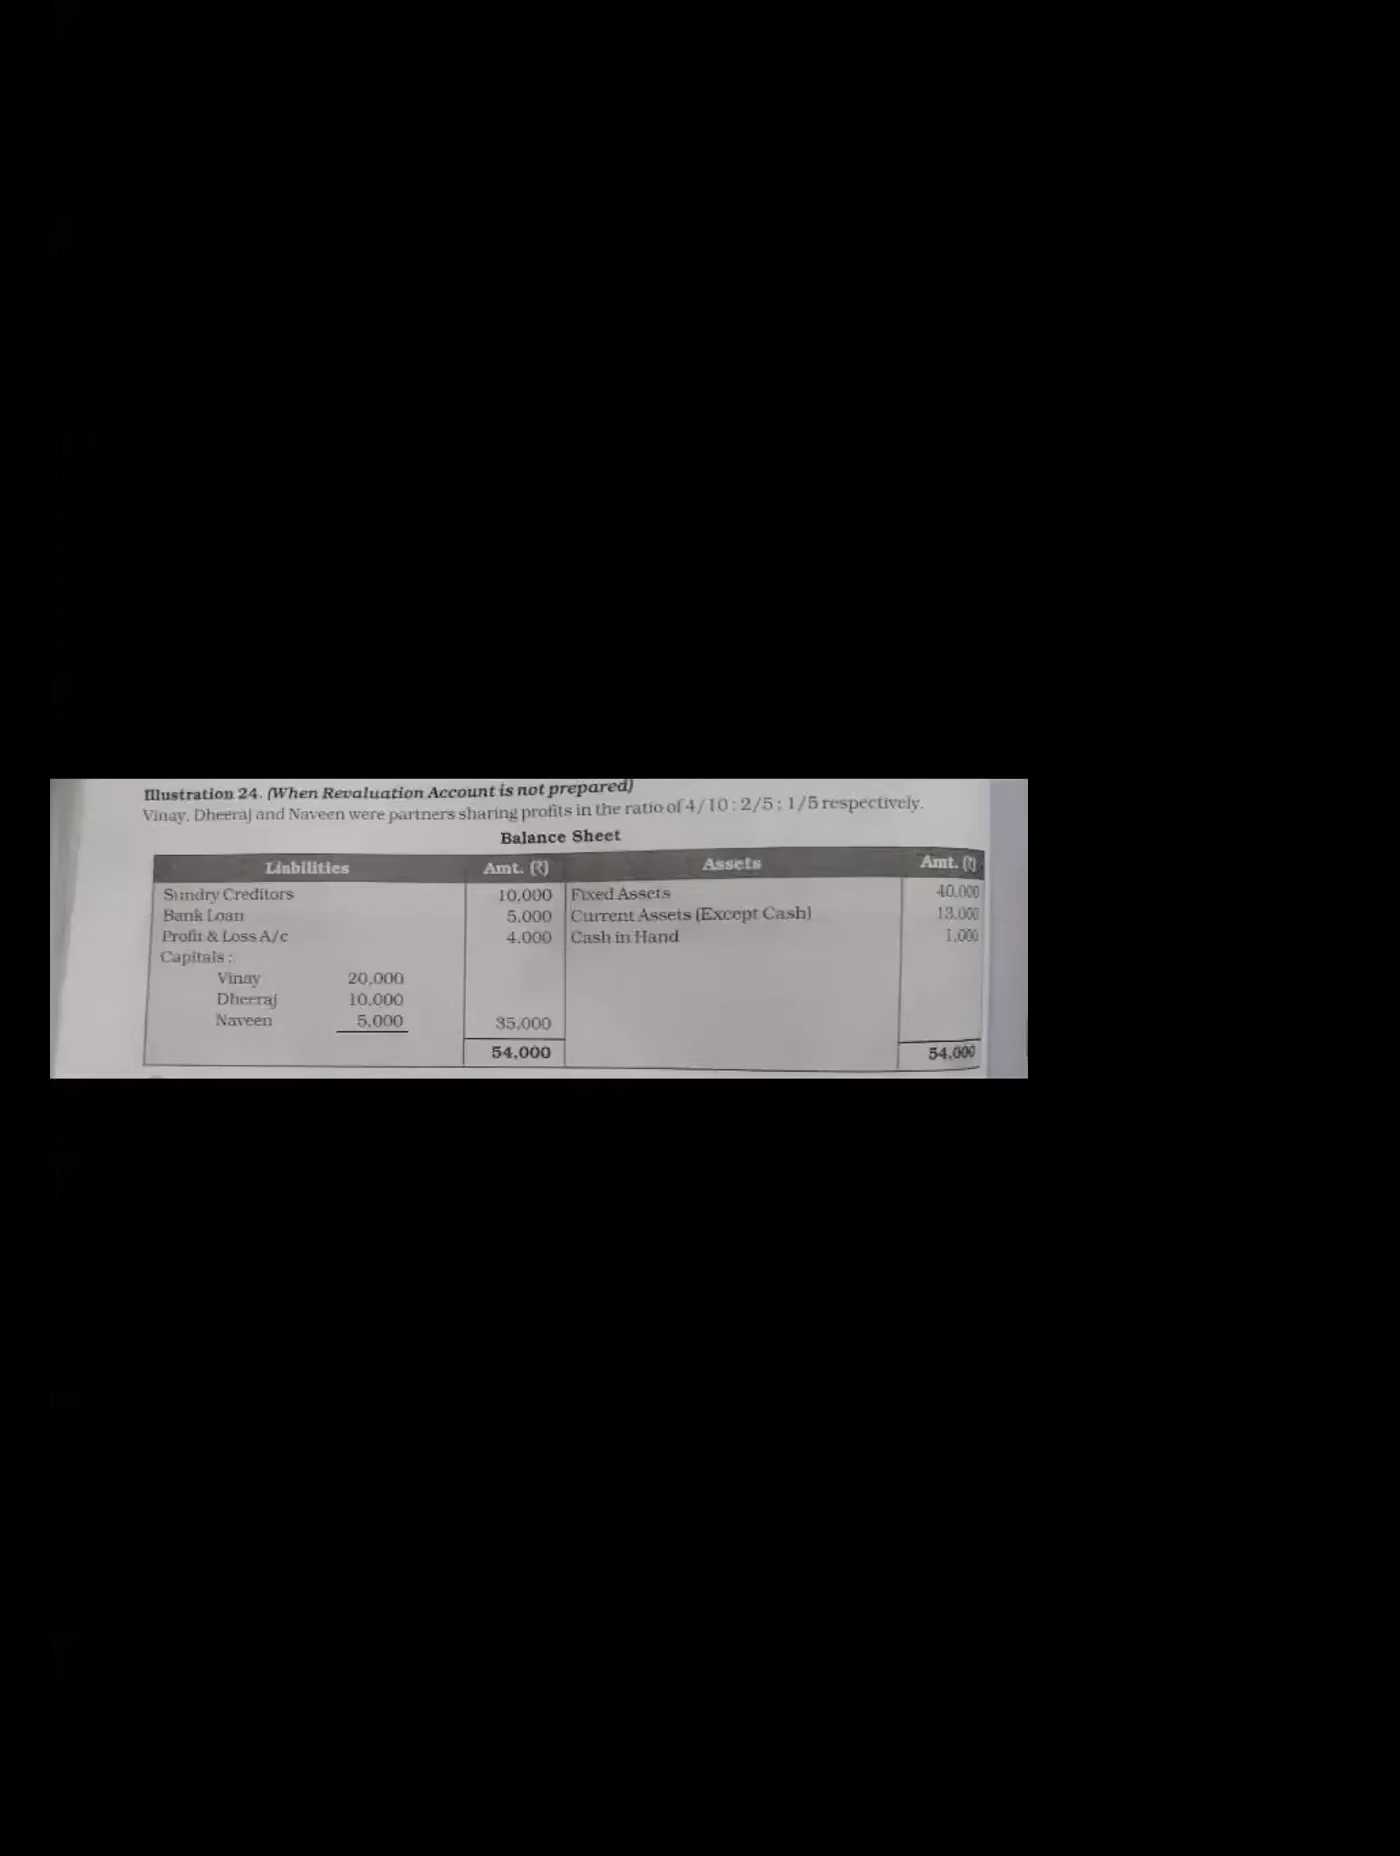 Illustration 24. (When Revaluation Account is not prepared)
Vinay, Dheeraj and Naveen were partners sharing profits in the ratio of 4/10 : 2/5 : 1/5 respectively.
Balance Sheet
Liabilities Amt. (₹) Assets Amt. (₹)
Sundry Creditors 10,000 Fixed Assets 40,000
Bank Loan 5,000 Current Assets (Except Cash) 13,000
Profit & Loss A/c 4,000 Cash in Hand 1,000
Capitals :
Vinay 20,000
Dheeraj 10,000
Naveen 5,000 35,000
54,000 54,000